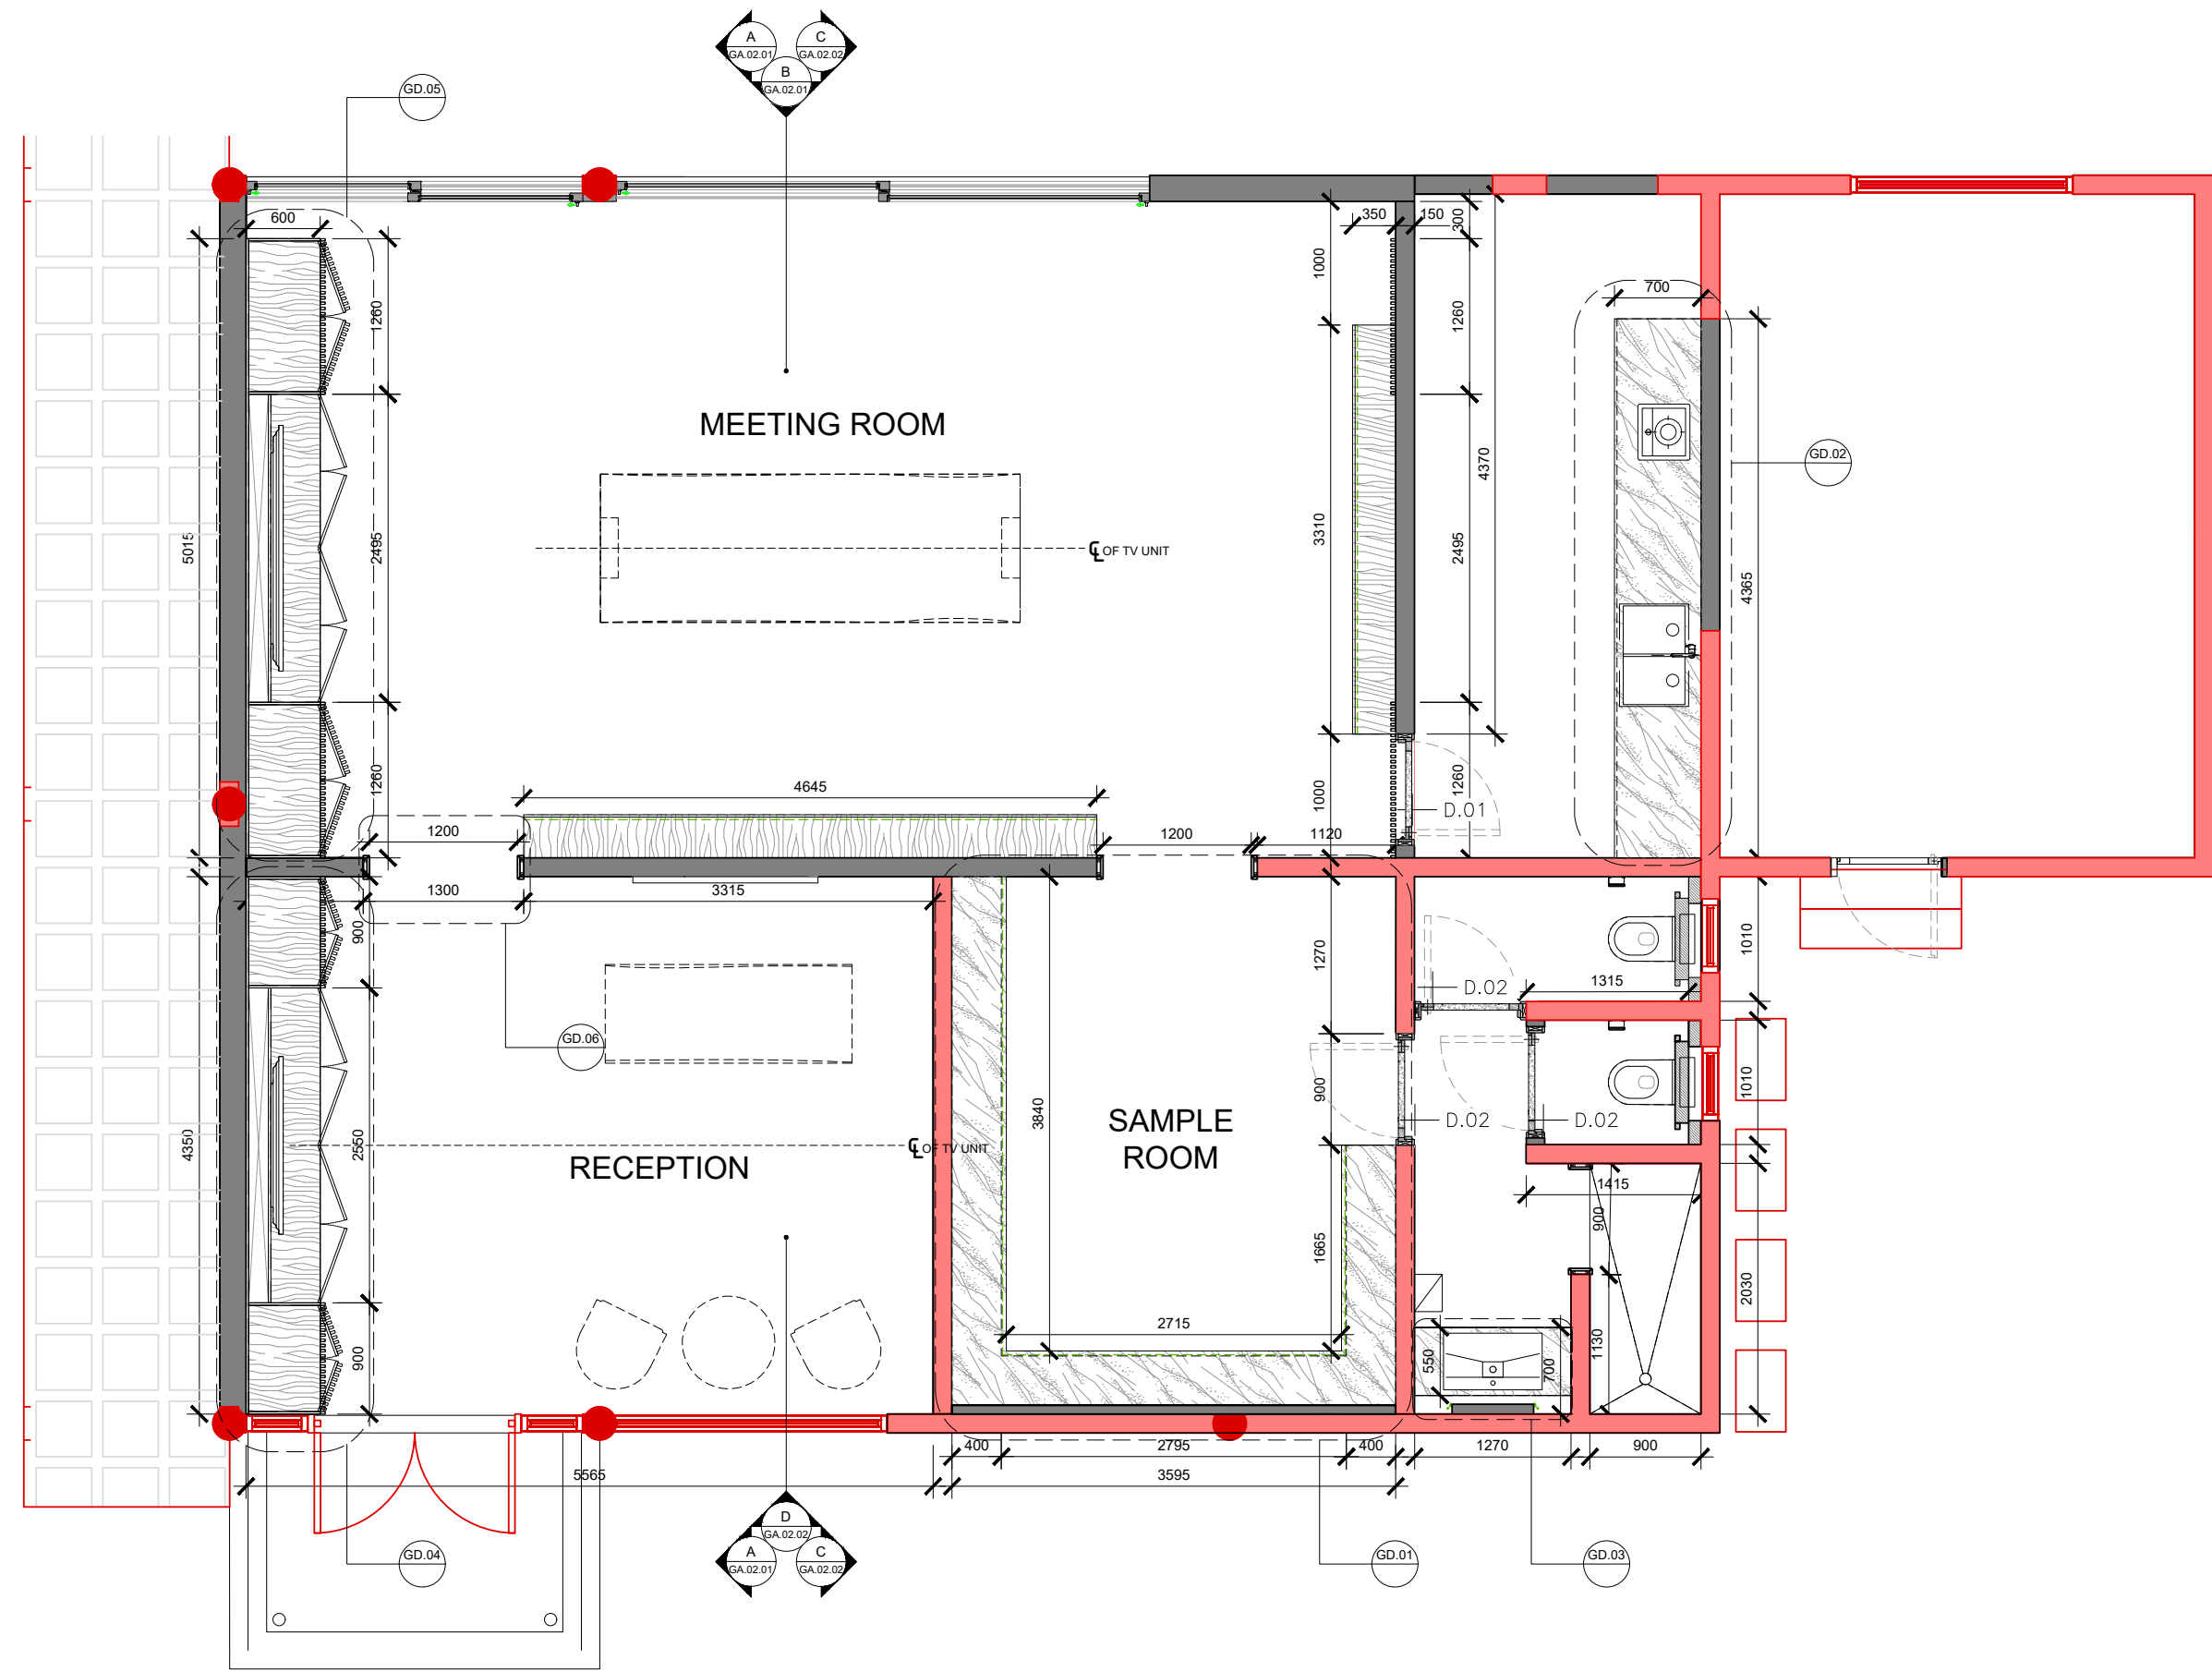 A
GA.02.01
C
GA.02.02
B
GA.02.01
GD.05
600
350
150
300
1000
1260
1260
700
MEETING ROOM
GD.02
4370
5015
2495
3310
2495
℄ OF TV UNIT
4365
1260
4645
1000
1260
D.01
1200
1200
1120
1300
3315
900
1270
1010
1315
D.02
GD.06
3840
900
1010
SAMPLE
ROOM
D.02
D.02
4350
2550
℄ OF TV UNIT
RECEPTION
1415
900
1665
2030
2715
1130
550
700
900
400
2795
400
1270
900
5565
3595
D
GA.02.02
A
GA.02.01
C
GA.02.02
GD.04
GD.01
GD.03